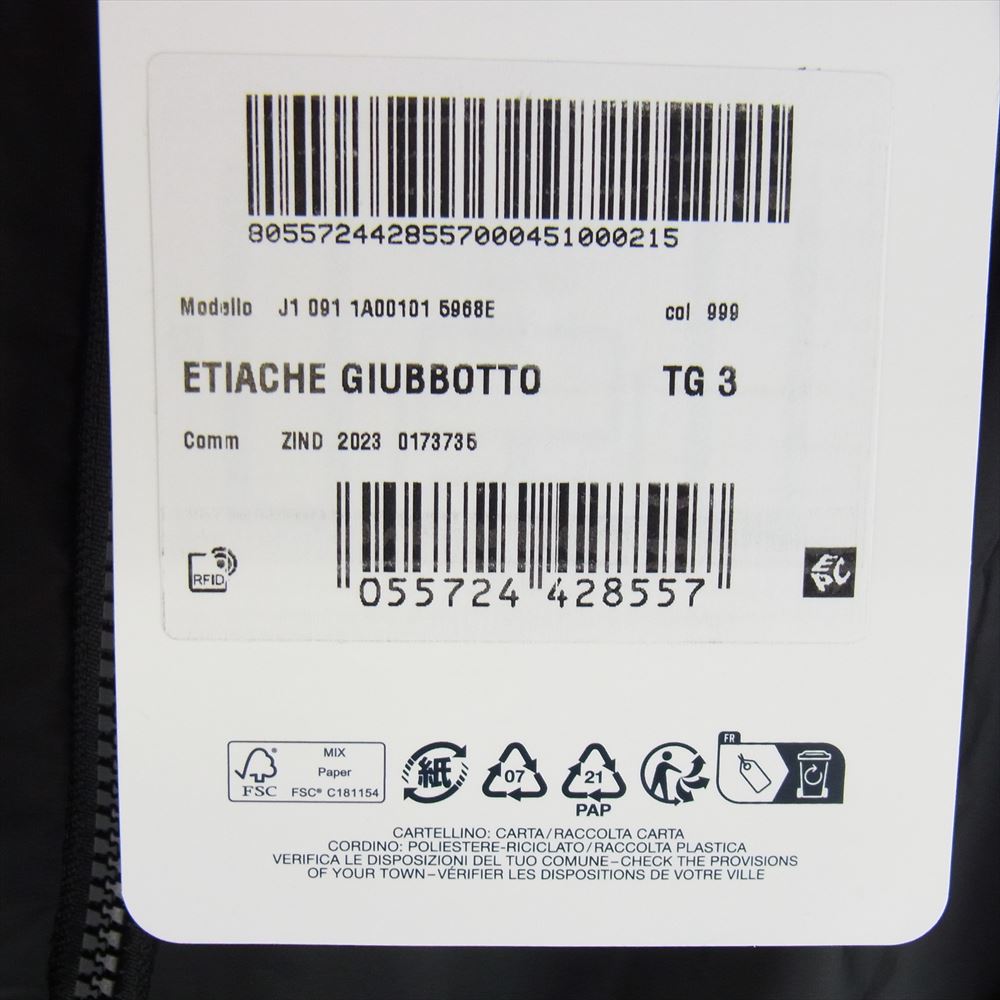 8055724428557000451000215
Modello J1 091 1A00101 5968E col 999
ETIACHE GIUBBOTTO TG 3
Comm ZIND 2023 0173735
RFID
055724 428557
EPC
FR
MIX
Paper
FSC FSC® C181154
紙
07
21
PAP
CARTELLINO: CARTA/RACCOLTA CARTA
CORDINO: POLIESTERE-RICICLATO/RACCOLTA PLASTICA
VERIFICA LE DISPOSIZIONI DEL TUO COMUNE–CHECK THE PROVISIONS
OF YOUR TOWN–VÉRIFIER LES DISPOSITIONS DE VOTRE VILLE